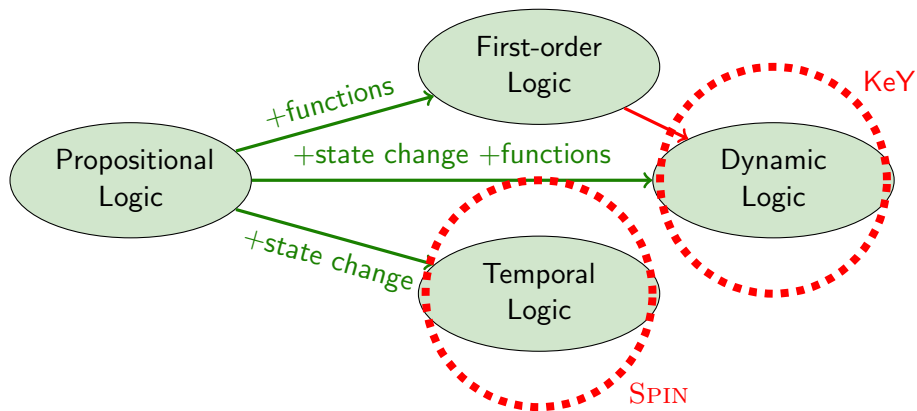 First-order
Logic
KeY
+functions
Propositional
Logic
+state change +functions
Dynamic
Logic
+state change
Temporal
Logic
SPIN